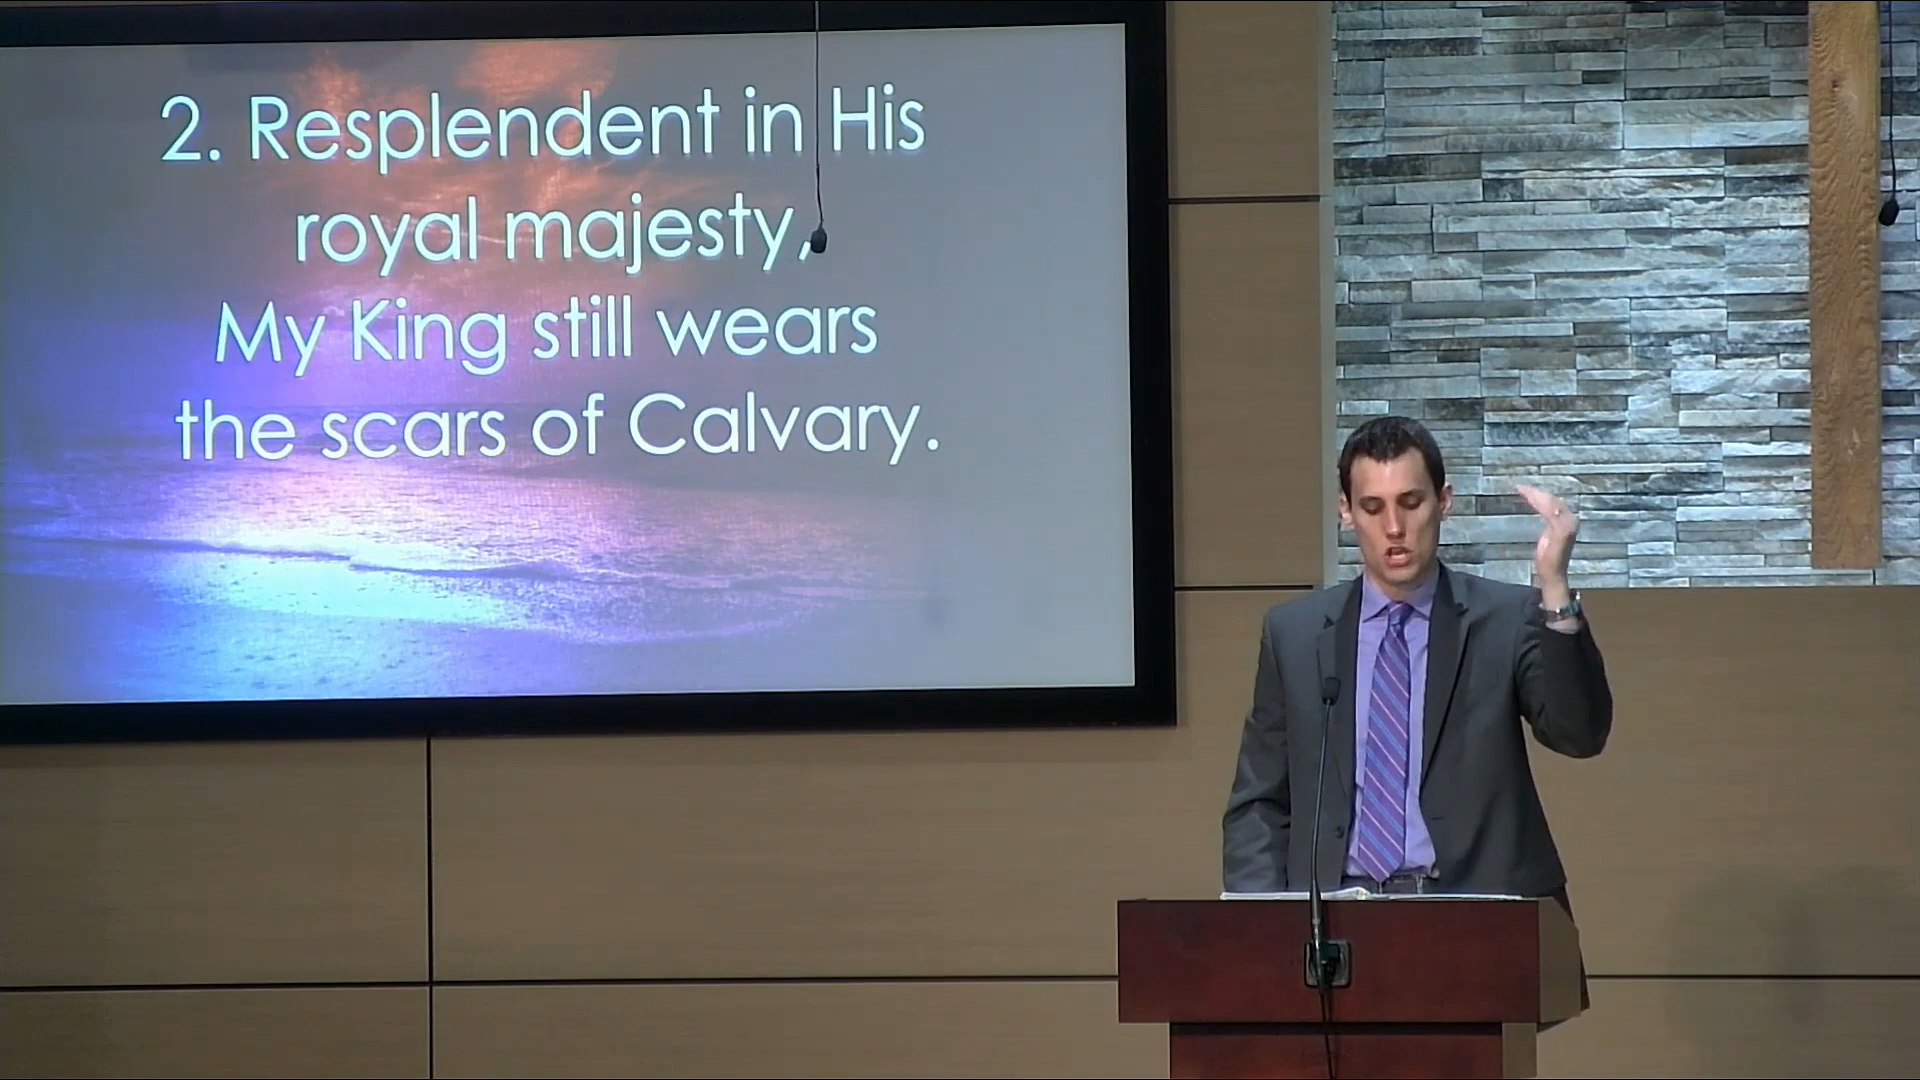 2. Resplendent in His
royal majesty,
My King still wears
the scars of Calvary.